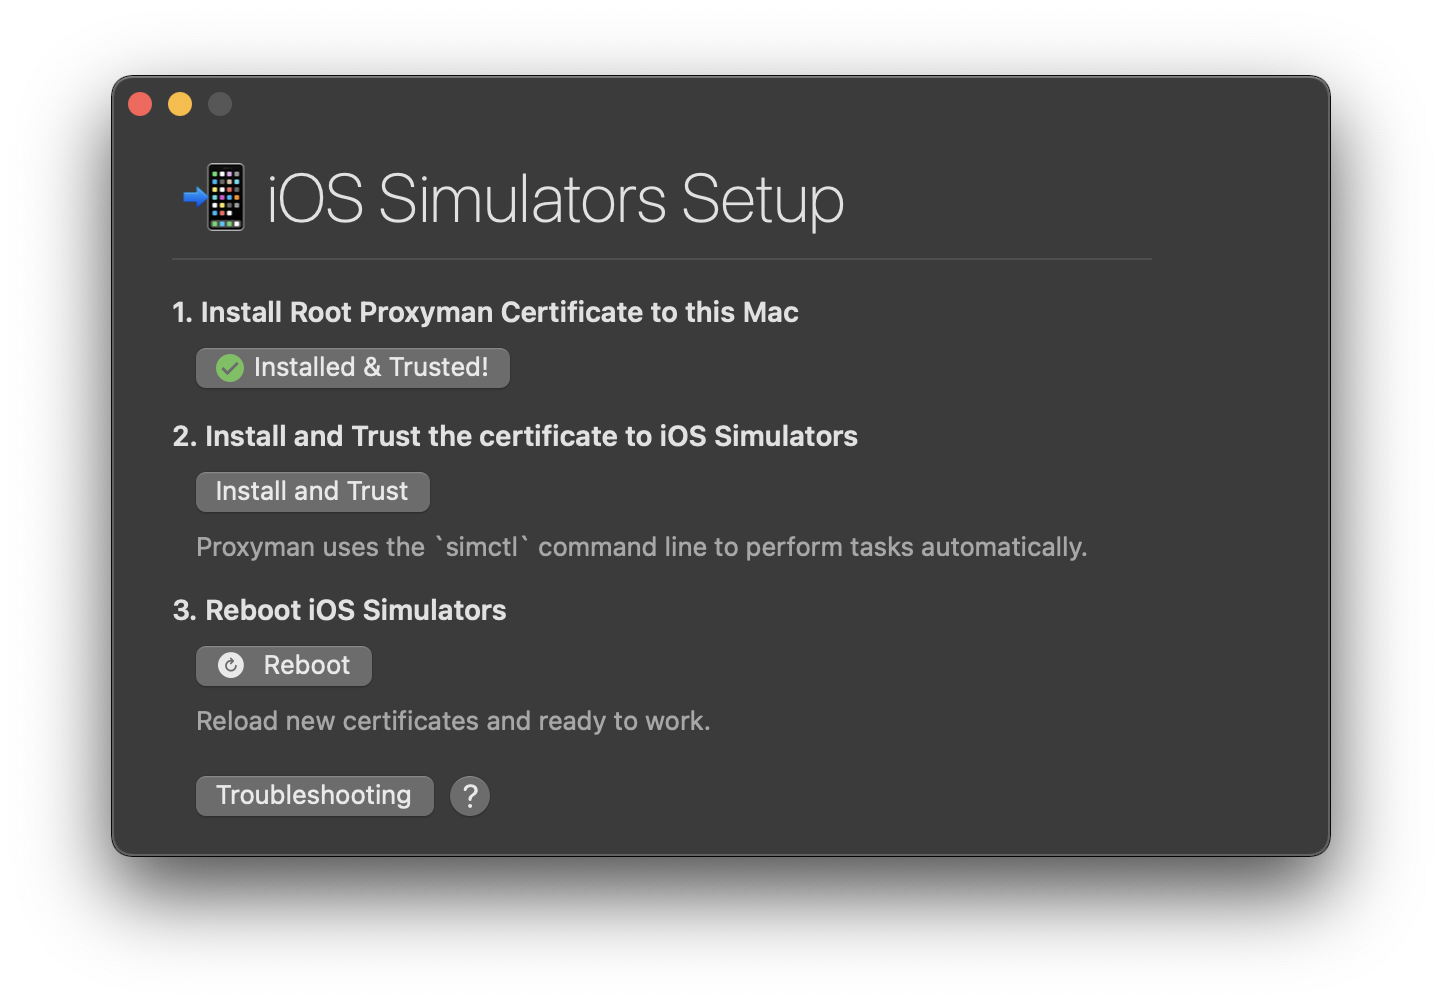 iOS Simulators Setup
1. Install Root Proxyman Certificate to this Mac
Installed & Trusted!
2. Install and Trust the certificate to iOS Simulators
Install and Trust
Proxyman uses the `simctl` command line to perform tasks automatically.
3. Reboot iOS Simulators
Reboot
Reload new certificates and ready to work.
Troubleshooting ?